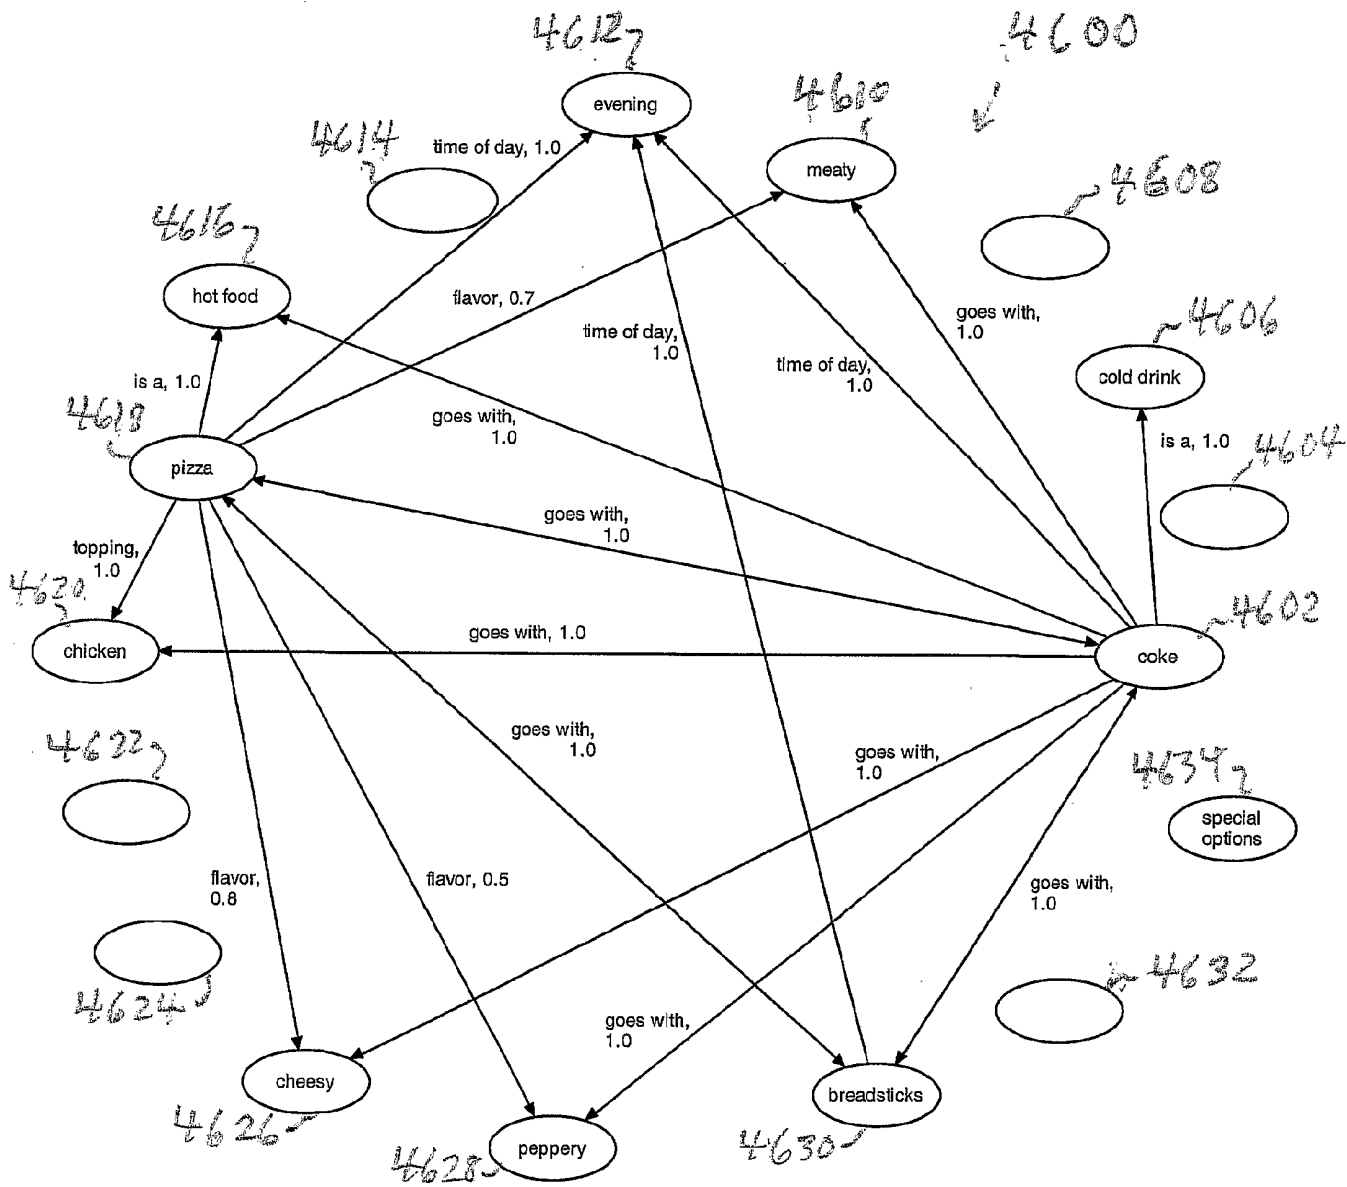 4612
4600
evening
4610
4614
time of day, 1.0
meaty
4608
4616
hot food
flavor, 0.7
goes with,
1.0
4606
time of day,
1.0
time of day,
1.0
cold drink
is a, 1.0
4618
goes with,
1.0
is a, 1.0
4604
pizza
goes with,
1.0
topping,
1.0
4620
4602
chicken
goes with, 1.0
coke
4622
goes with,
1.0
goes with,
1.0
4634
special
options
flavor,
0.8
flavor, 0.5
goes with,
1.0
4624
4632
goes with,
1.0
cheesy
breadsticks
4626
peppery
4630
4628